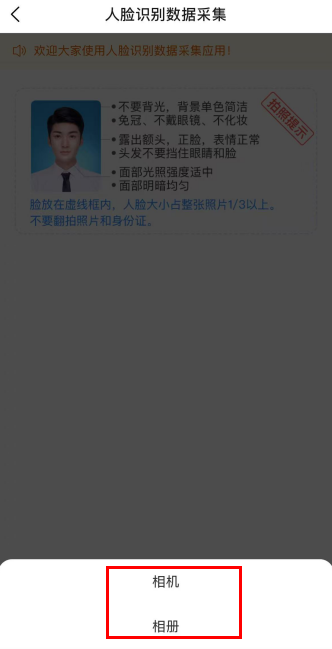 人脸识别数据采集
欢迎大家使用人脸识别数据采集应用!
•不要背光，背景单色简洁
•免冠、不戴眼镜、不化妆
拍照提示
•露出额头，正脸，表情正常
•头发不要挡住眼睛和脸
•面部光照强度适中
•面部明暗均匀
脸放在虚线框内，人脸大小占整张照片1/3以上。
不要翻拍照片和身份证。
相机
相册